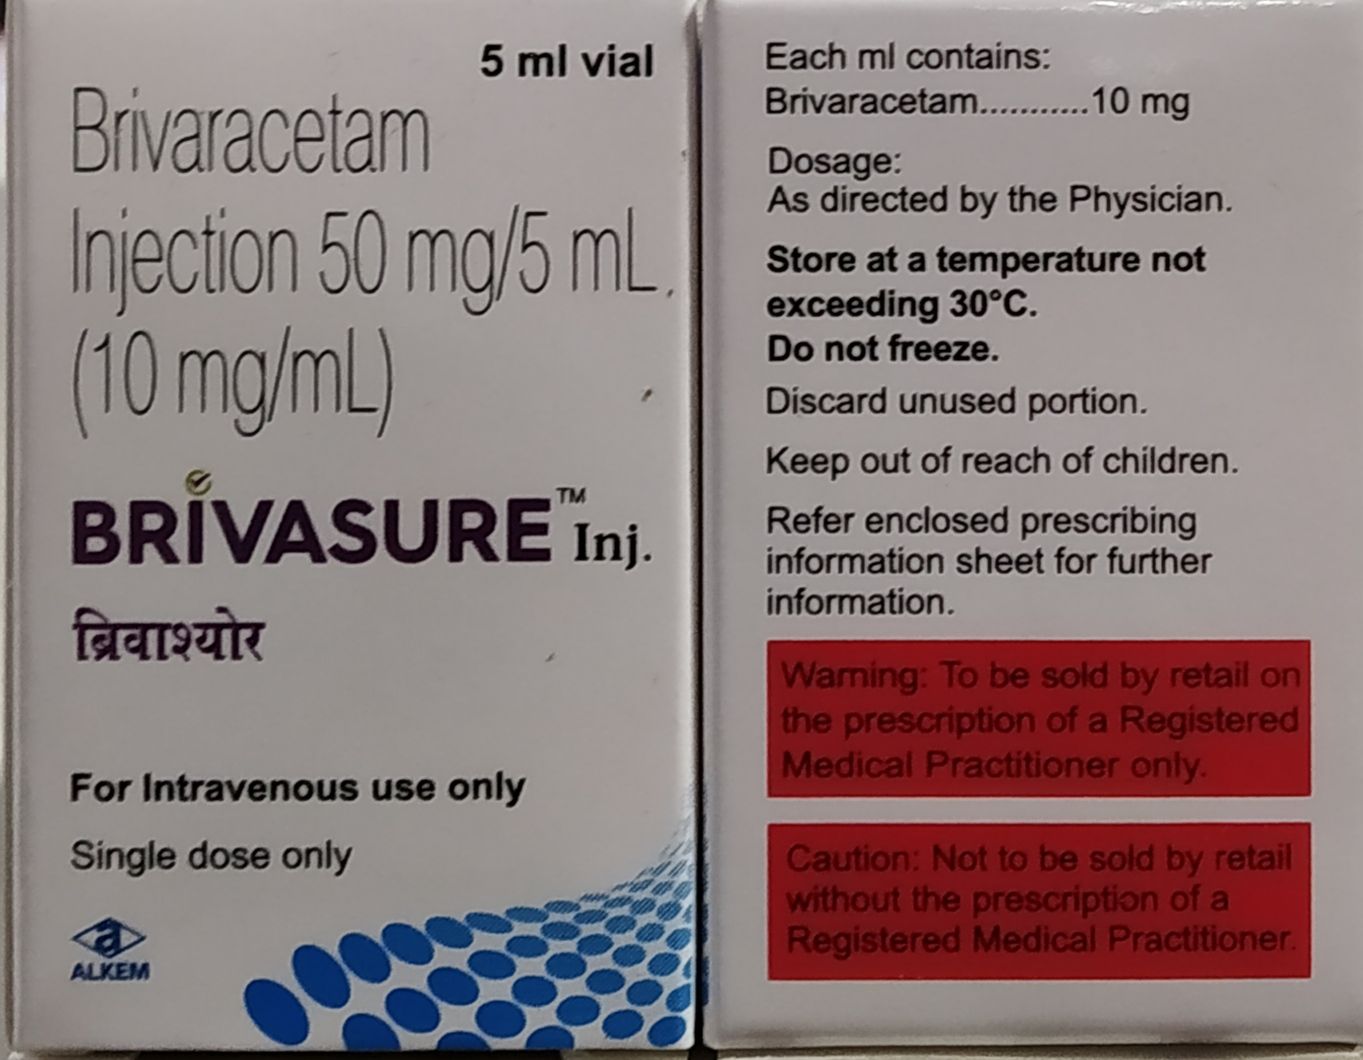 5 ml vial
Brivaracetam
Injection 50 mg/5 mL
(10 mg/mL)
BRIVASURE™ Inj.
ब्रिवाश्योर
For Intravenous use only
Single dose only
a
ALKEM
Each ml contains:
Brivaracetam...........10 mg
Dosage:
As directed by the Physician.
Store at a temperature not
exceeding 30°C.
Do not freeze.
Discard unused portion.
Keep out of reach of children.
Refer enclosed prescribing
information sheet for further
information.
Warning: To be sold by retail on
the prescription of a Registered
Medical Practitioner only.
Caution: Not to be sold by retail
without the prescription of a
Registered Medical Practitioner.